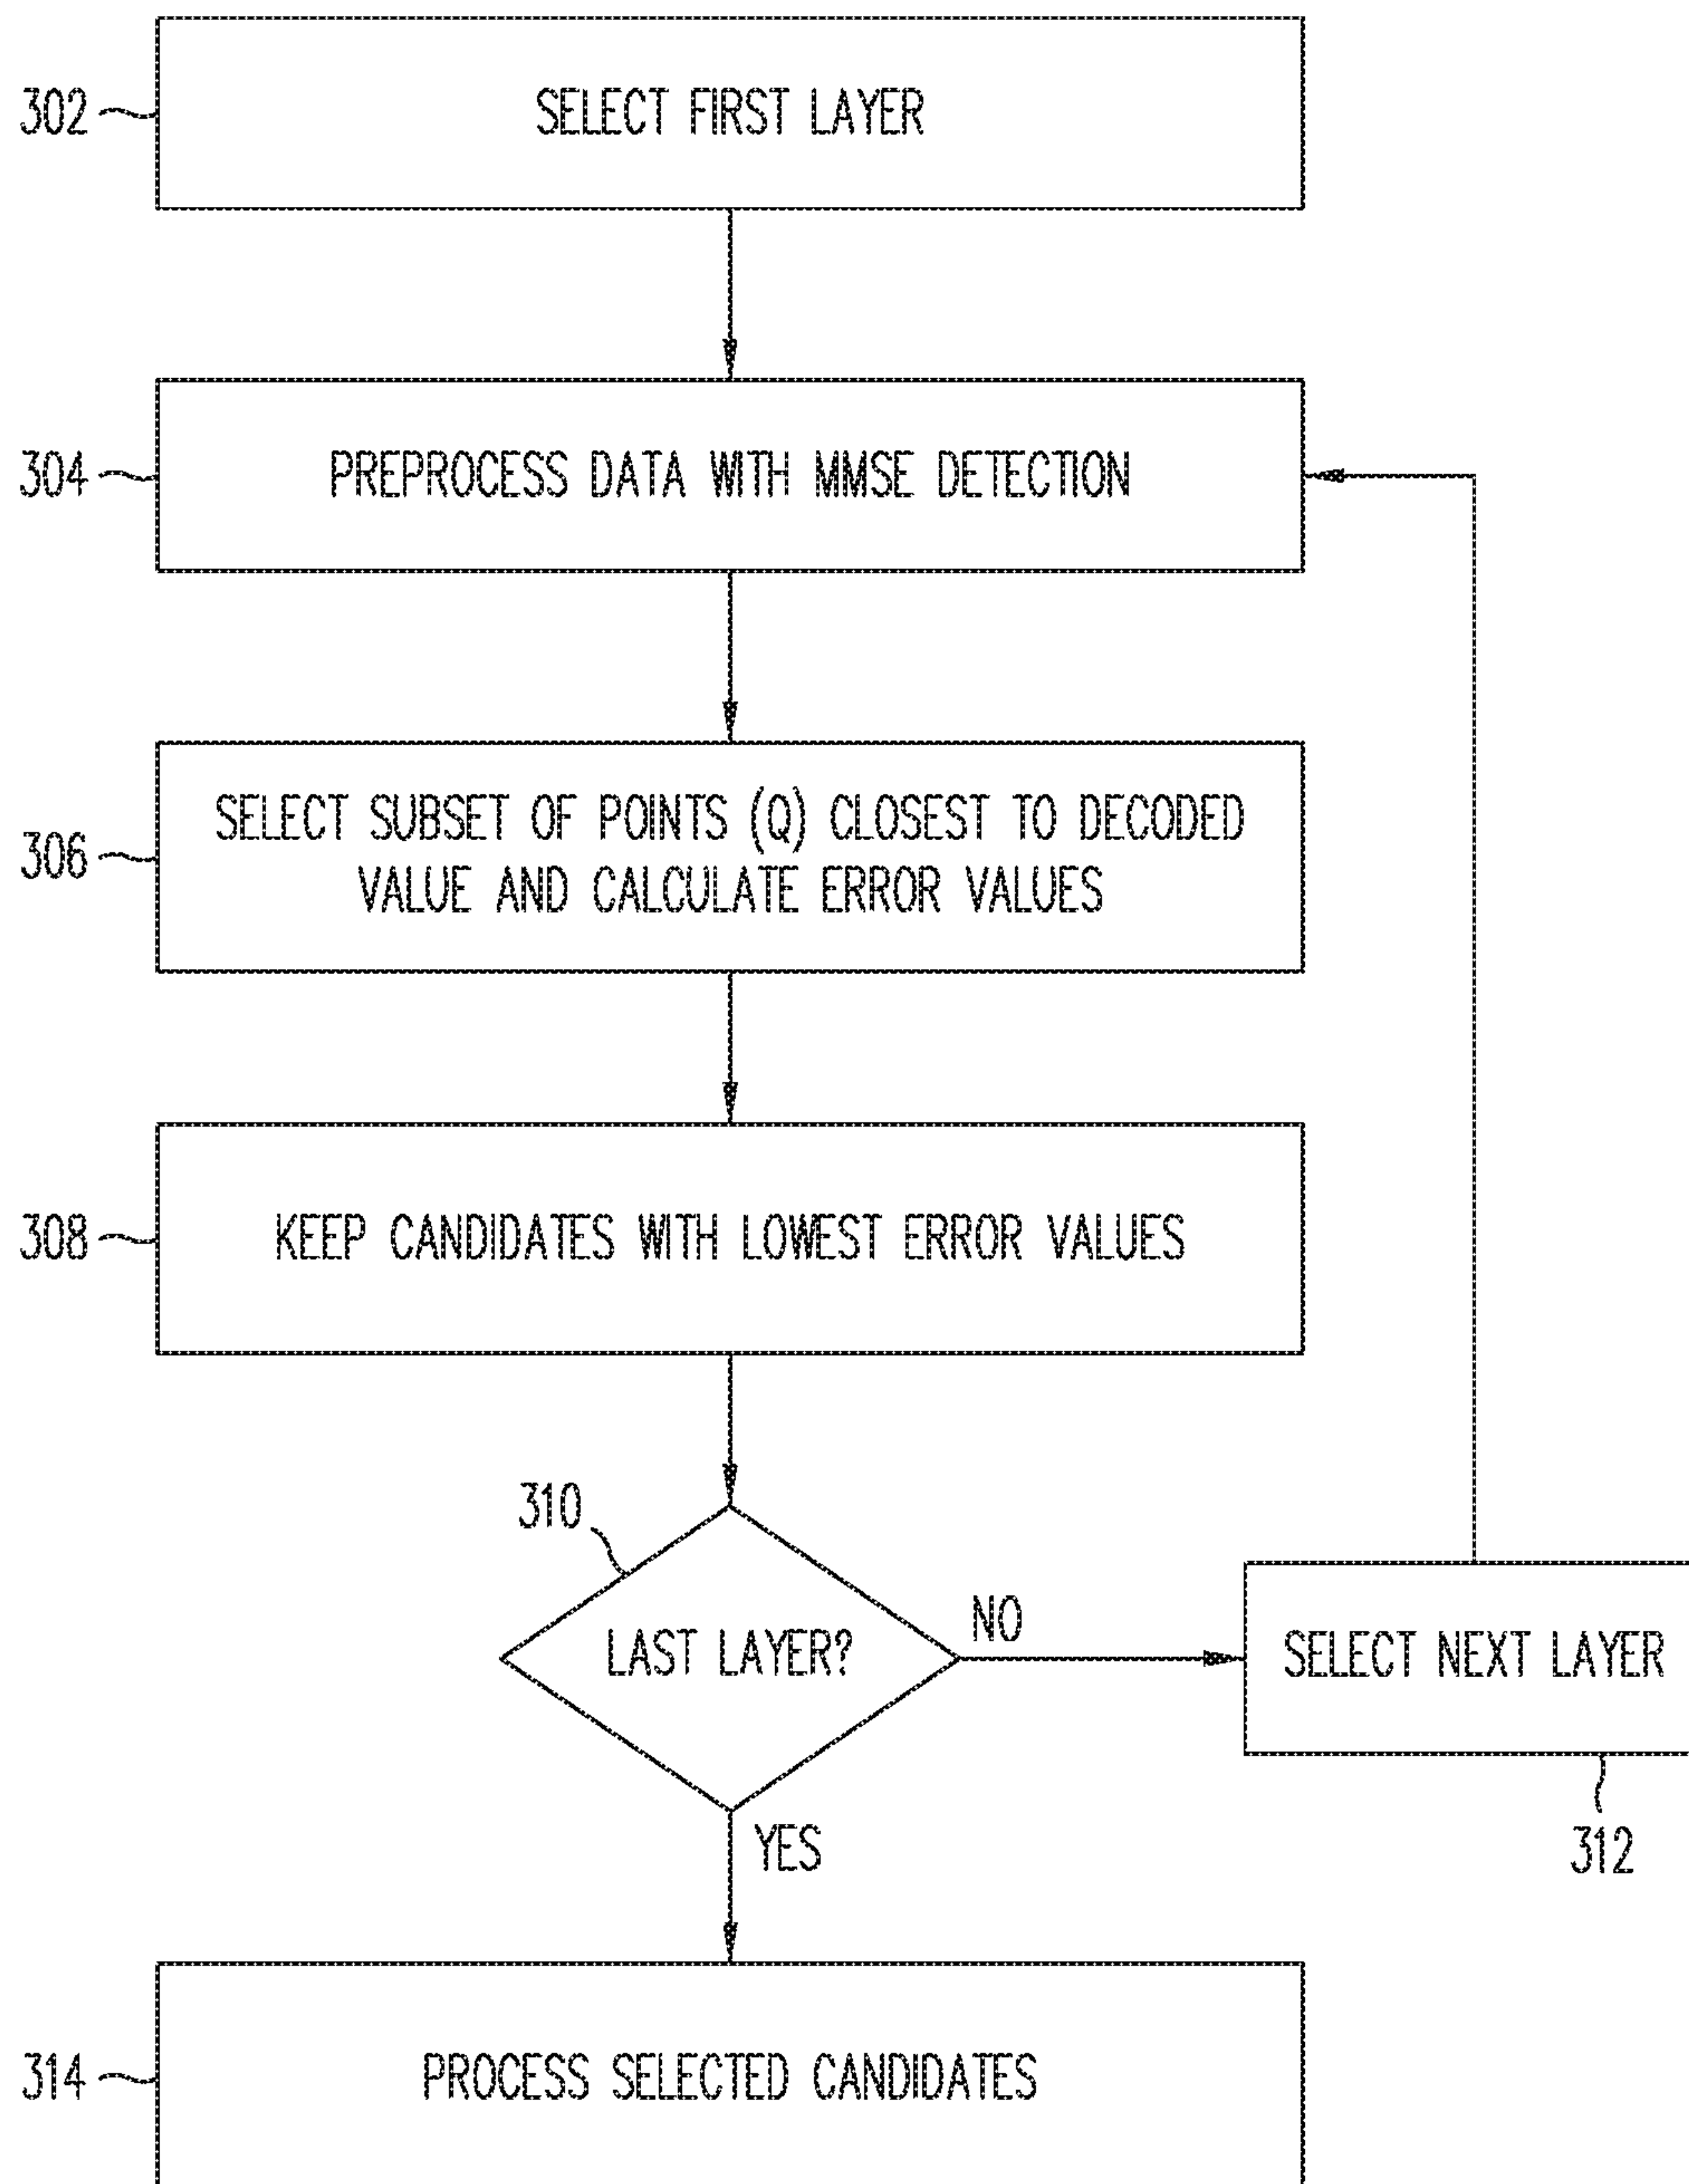 302
SELECT FIRST LAYER
304
PREPROCESS DATA WITH MMSE DETECTION
306
SELECT SUBSET OF POINTS (Q) CLOSEST TO DECODED
VALUE AND CALCULATE ERROR VALUES
308
KEEP CANDIDATES WITH LOWEST ERROR VALUES
310
LAST LAYER?
NO
SELECT NEXT LAYER
312
YES
314
PROCESS SELECTED CANDIDATES